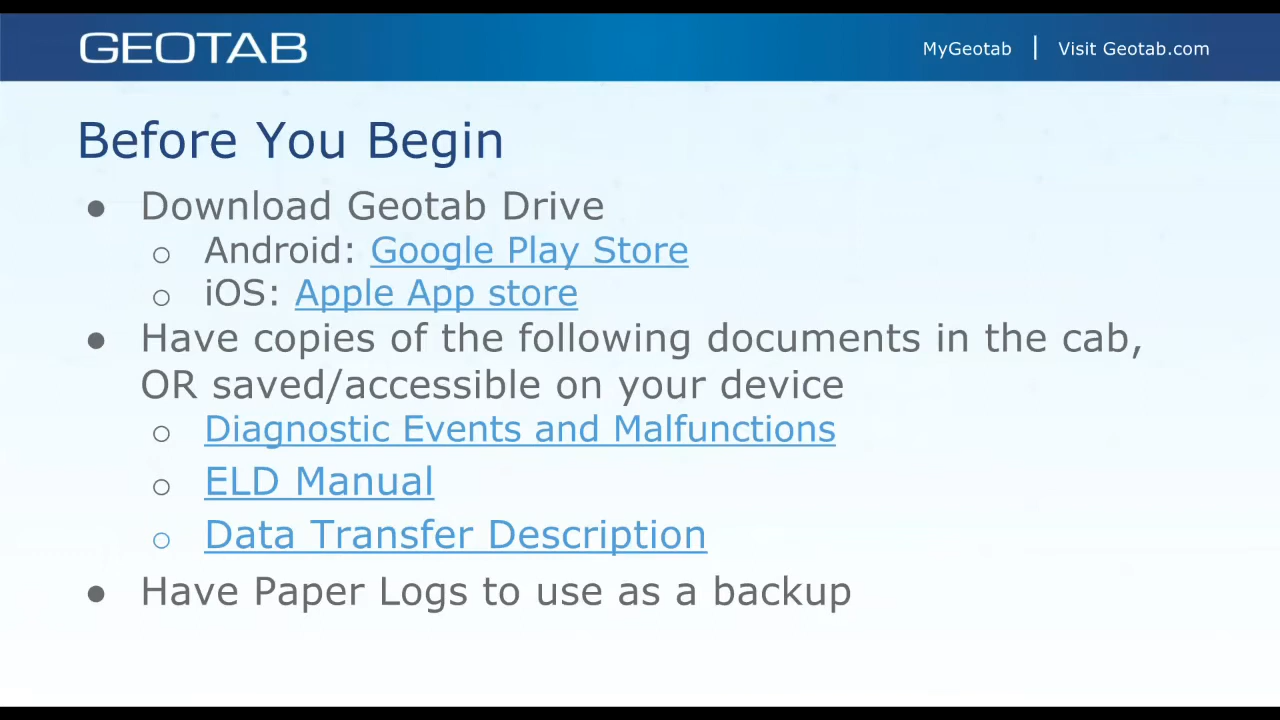 GEOTAB
MyGeotab | Visit Geotab.com
Before You Begin
● Download Geotab Drive
○ Android: Google Play Store
○ iOS: Apple App store
● Have copies of the following documents in the cab,
OR saved/accessible on your device
○ Diagnostic Events and Malfunctions
○ ELD Manual
○ Data Transfer Description
● Have Paper Logs to use as a backup